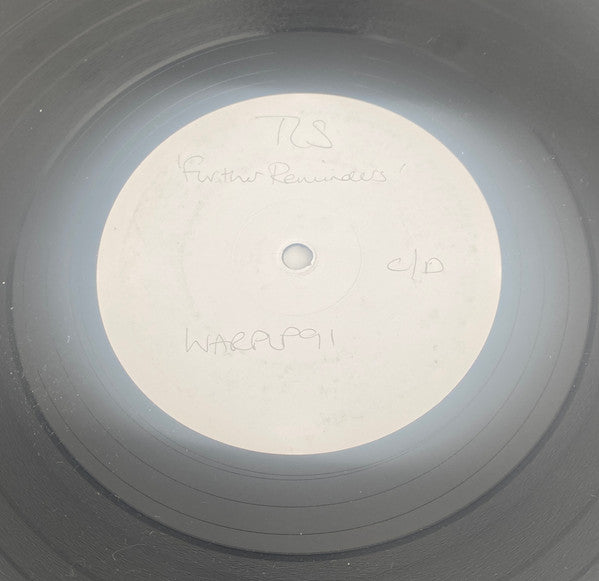 TLS
'Further Reminders'
C/D
WARPLP91